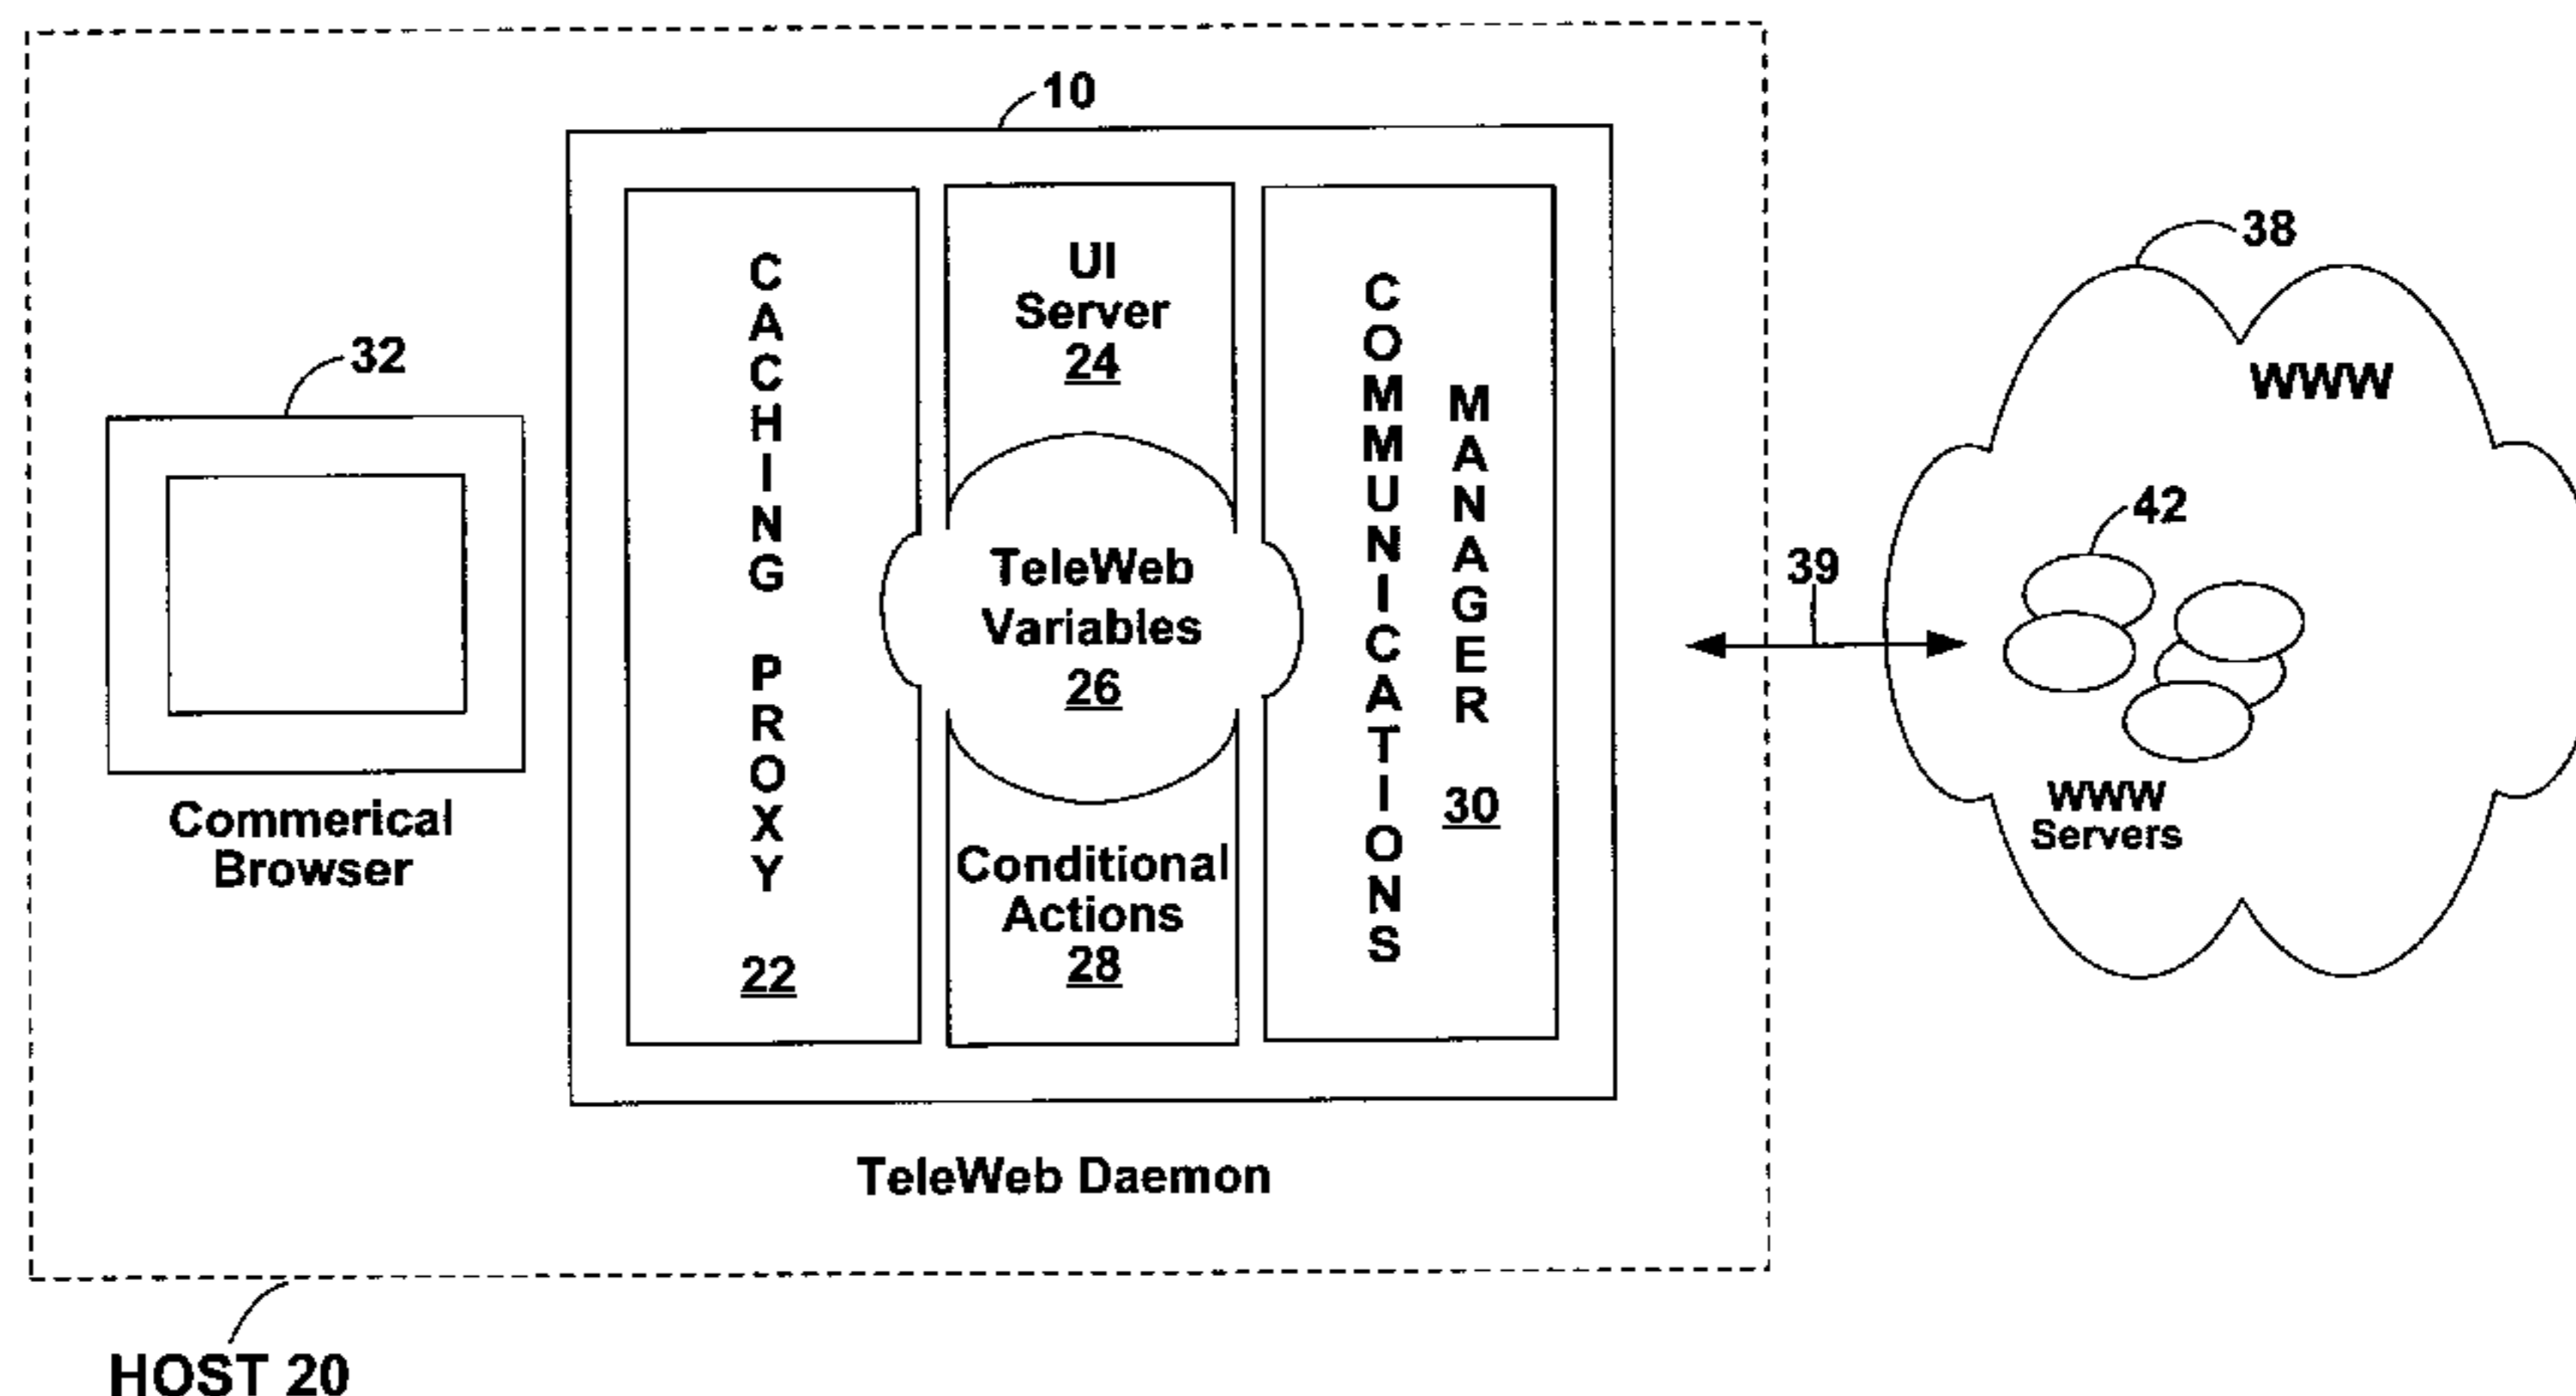 10
38
32
CACHING PROXY
22
UI
Server
24
TeleWeb
Variables
26
Conditional
Actions
28
COMMUNICATIONS
MANAGER
30
Commerical
Browser
TeleWeb Daemon
39
WWW
42
WWW
Servers
HOST 20